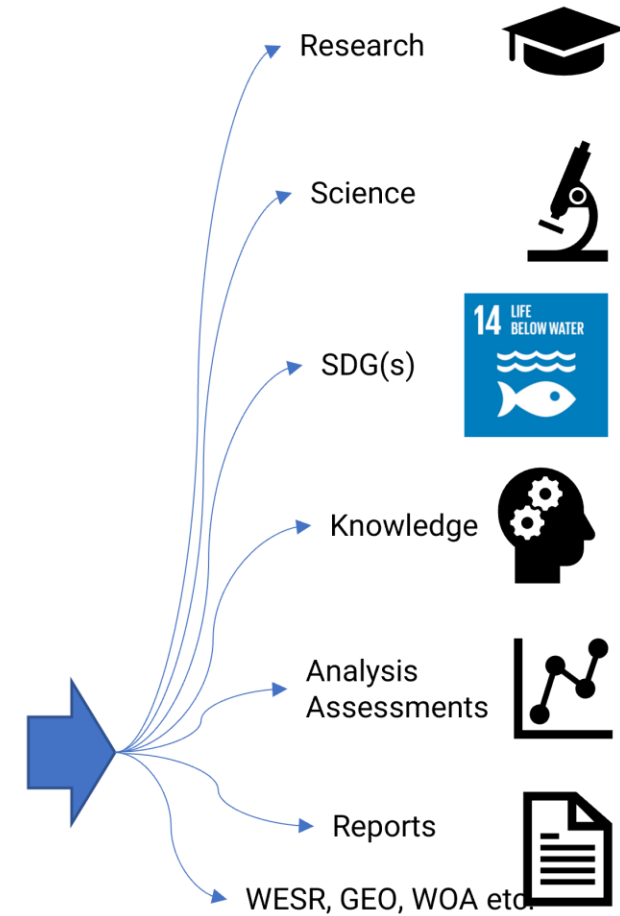 Research
Science
14 LIFE
BELOW WATER
SDG(s)
Knowledge
Analysis
Assessments
Reports
WESR, GEO, WOA etc.